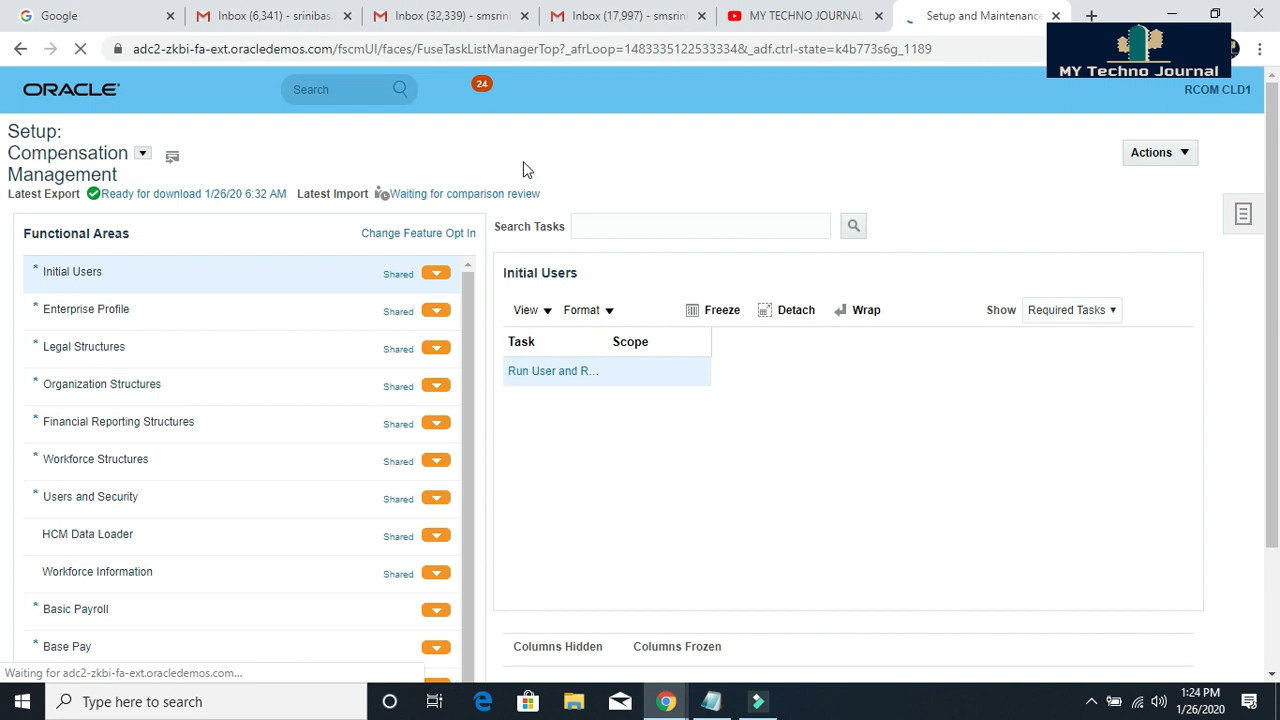 Google
Inbox (6,341) - srinibas.
Inbox (32,339) - smsrini
Inbox (17,997) - smsrini
MY TECHNO JOURNAL
Setup and Maintenance
adc2-zkbi-fa-ext.oracledemos.com/fscmUI/faces/FuseTaskListManagerTop?_afrLoop=14833351225333334&_adf.ctrl-state=k4b773s6g_1189
MY Techno Journal
ORACLE
Search
24
RCOM CLD1
Setup:
Compensation
Management
Actions
Latest Export Ready for download 1/26/20 6:32 AM Latest Import Waiting for comparison review
Functional Areas
Change Feature Opt In
Search Tasks
* Initial Users Shared
* Enterprise Profile Shared
* Legal Structures Shared
* Organization Structures Shared
* Financial Reporting Structures Shared
* Workforce Structures Shared
* Users and Security Shared
HCM Data Loader Shared
Workforce Information Shared
* Basic Payroll
* Base Pay
Initial Users
View Format Freeze Detach Wrap Show Required Tasks
Task Scope
Run User and R...
Columns Hidden Columns Frozen
Waiting for adc2-zkbi-fa-ext.oracledemos.com...
Type here to search
1:24 PM
1/26/2020